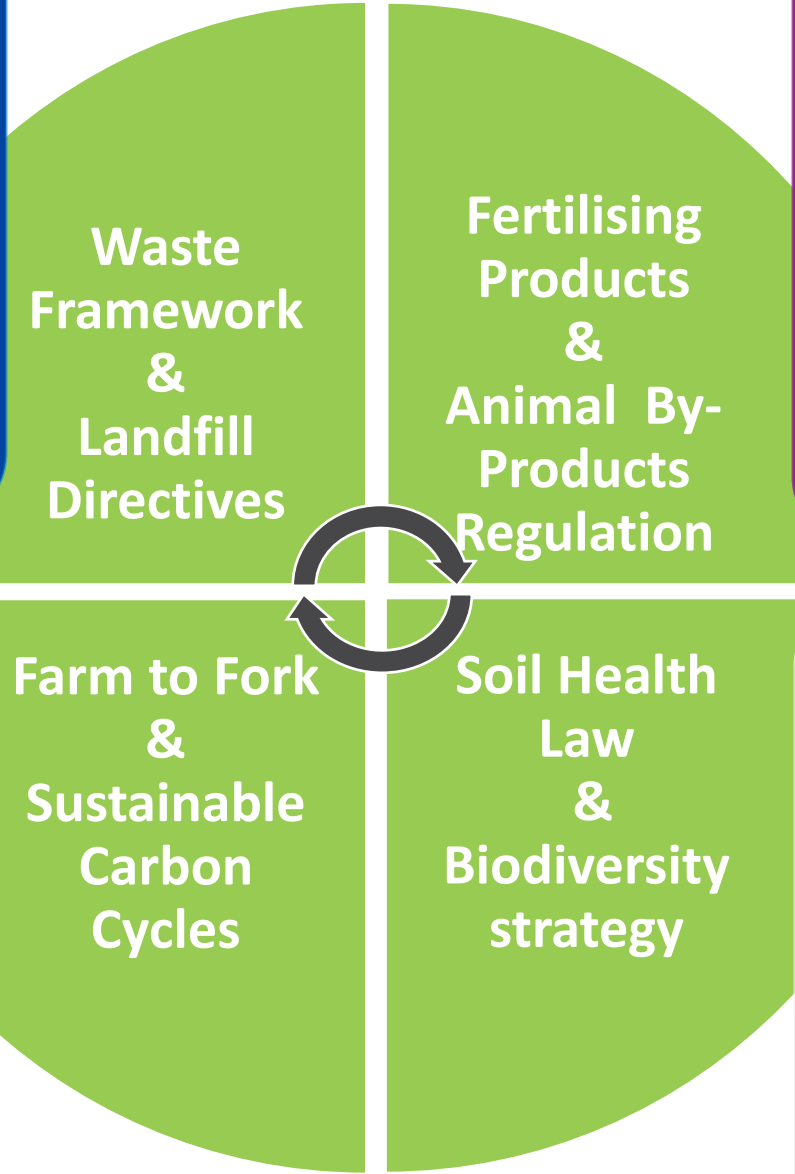 Waste
Framework
&
Landfill
Directives
Fertilising
Products
&
Animal By-
Products
Regulation
Farm to Fork
&
Sustainable
Carbon
Cycles
Soil Health
Law
&
Biodiversity
strategy